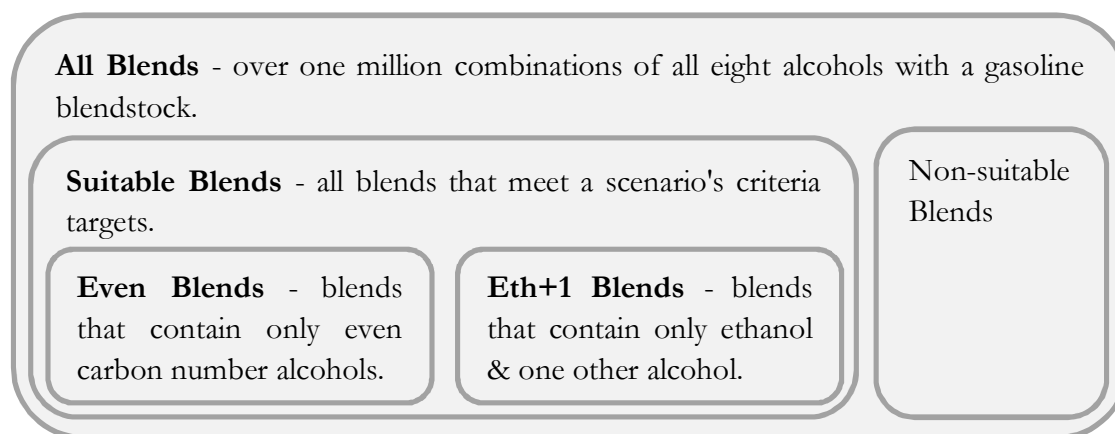 All Blends - over one million combinations of all eight alcohols with a gasoline
blendstock.
Suitable Blends - all blends that meet a scenario's criteria
targets.
Even Blends - blends
that contain only even
carbon number alcohols.
Eth+1 Blends - blends
that contain only ethanol
& one other alcohol.
Non-suitable
Blends